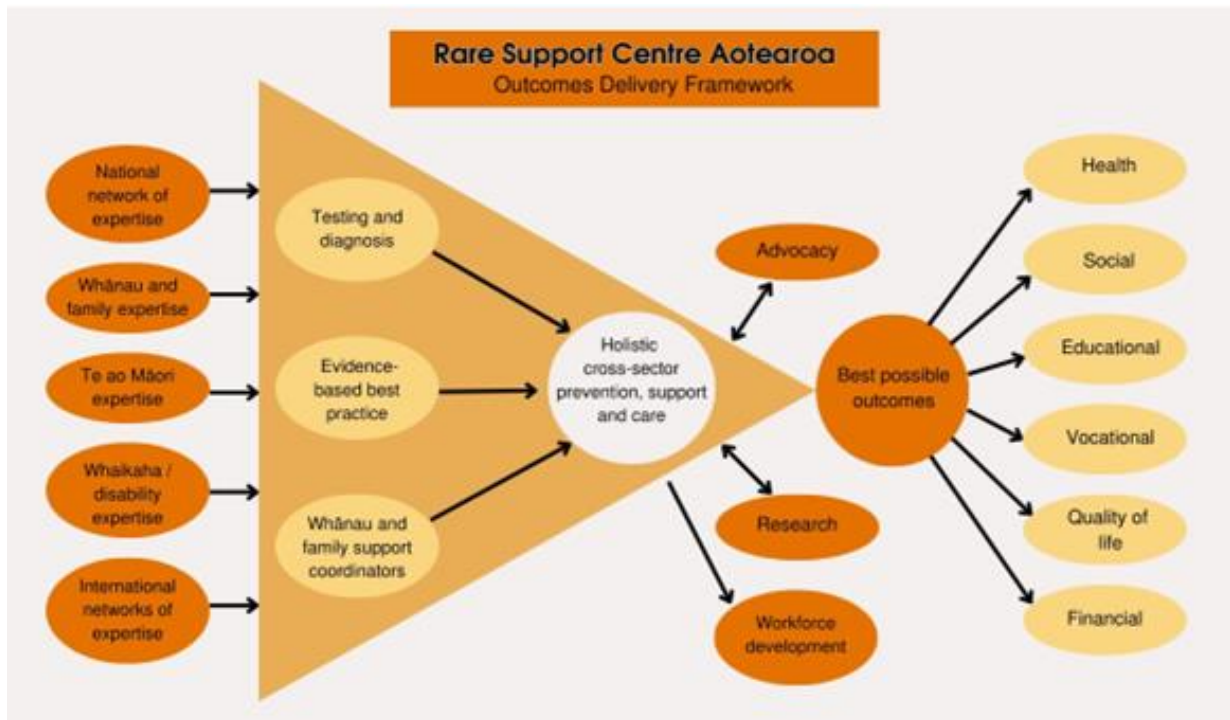 Rare Support Centre Aotearoa
Outcomes Delivery Framework
National
network of
expertise
Whānau and
family expertise
Te ao Māori
expertise
Whaikaha /
disability
expertise
International
networks of
expertise
Testing and
diagnosis
Evidence-
based best
practice
Whānau and
family support
coordinators
Holistic
cross-sector
prevention, support
and care
Advocacy
Research
Workforce
development
Best possible
outcomes
Health
Social
Educational
Vocational
Quality of
life
Financial